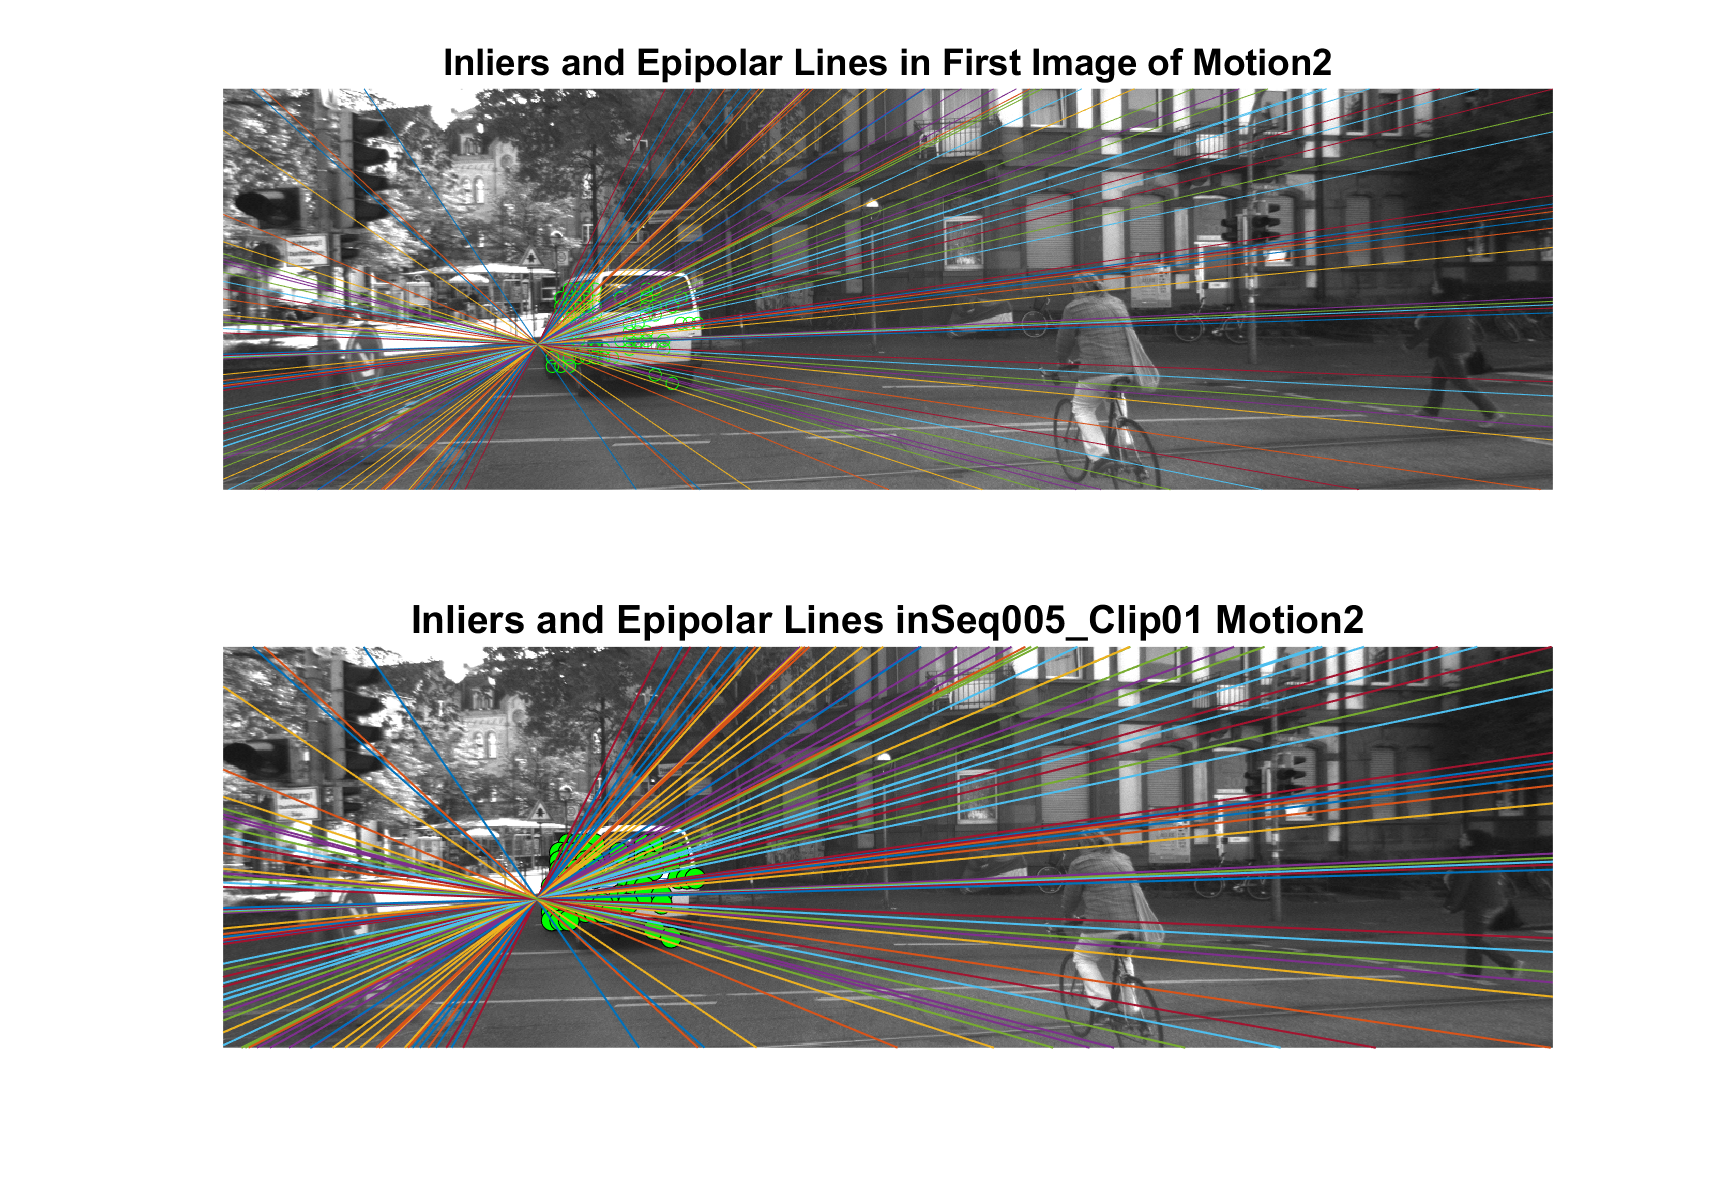 Inliers and Epipolar Lines in First Image of Motion2
Inliers and Epipolar Lines inSeq005_Clip01 Motion2